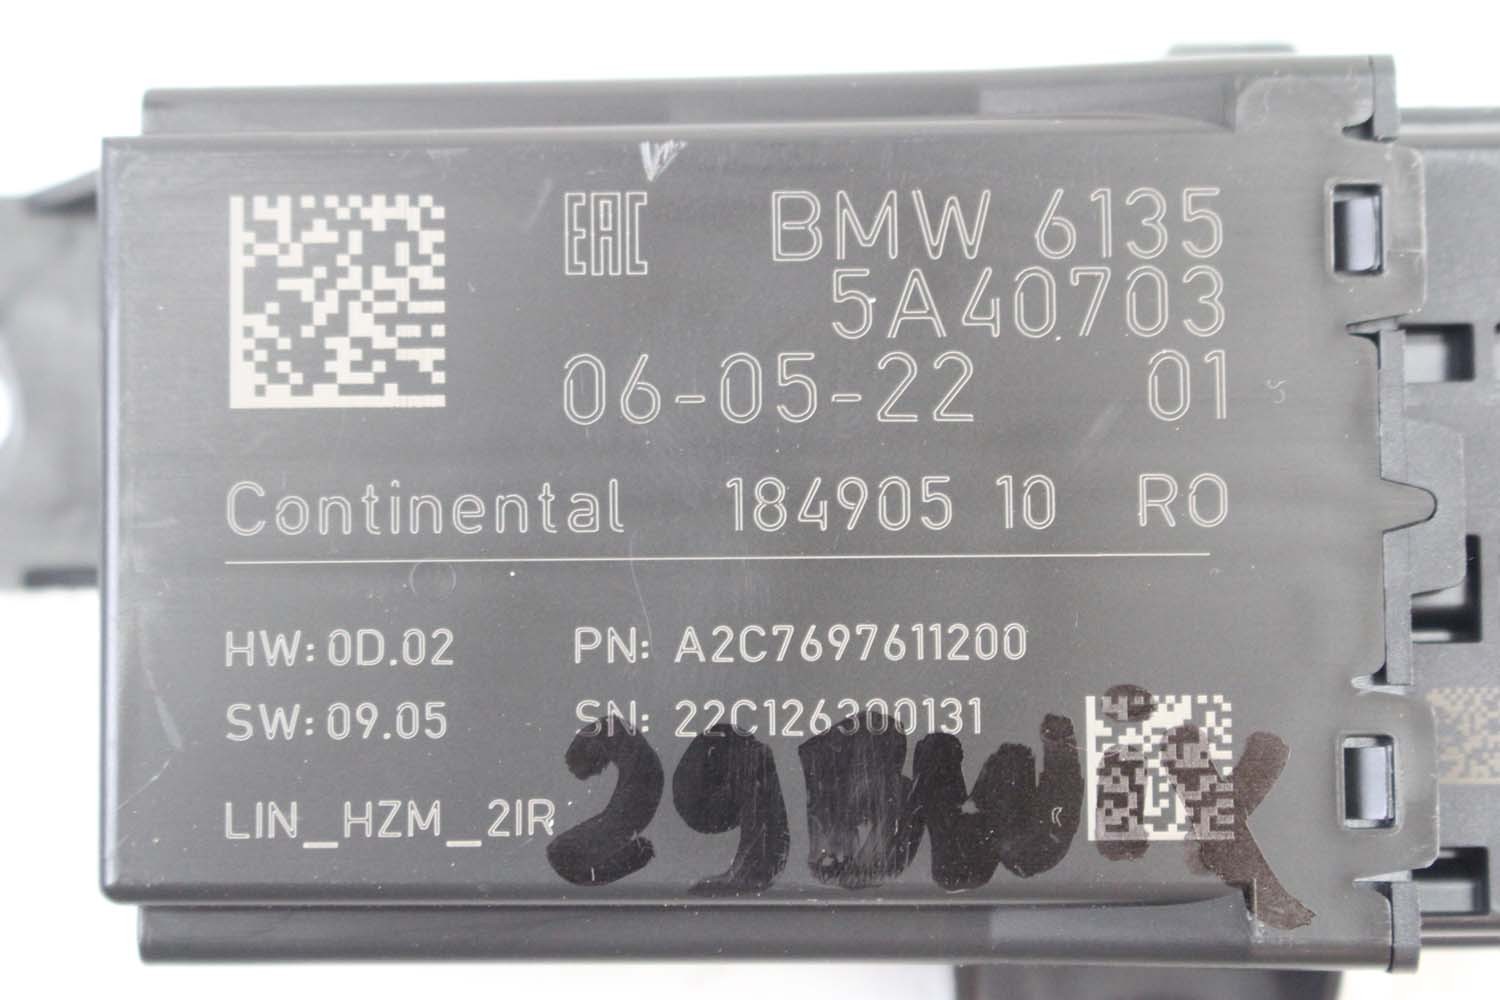 EAC BMW 6135
5A40703
06-05-22 01
Continental 184905 10 RO
HW: 0D.02 PN: A2C7697611200
SW: 09.05 SN: 22C126300131
LIN_HZM_2IR